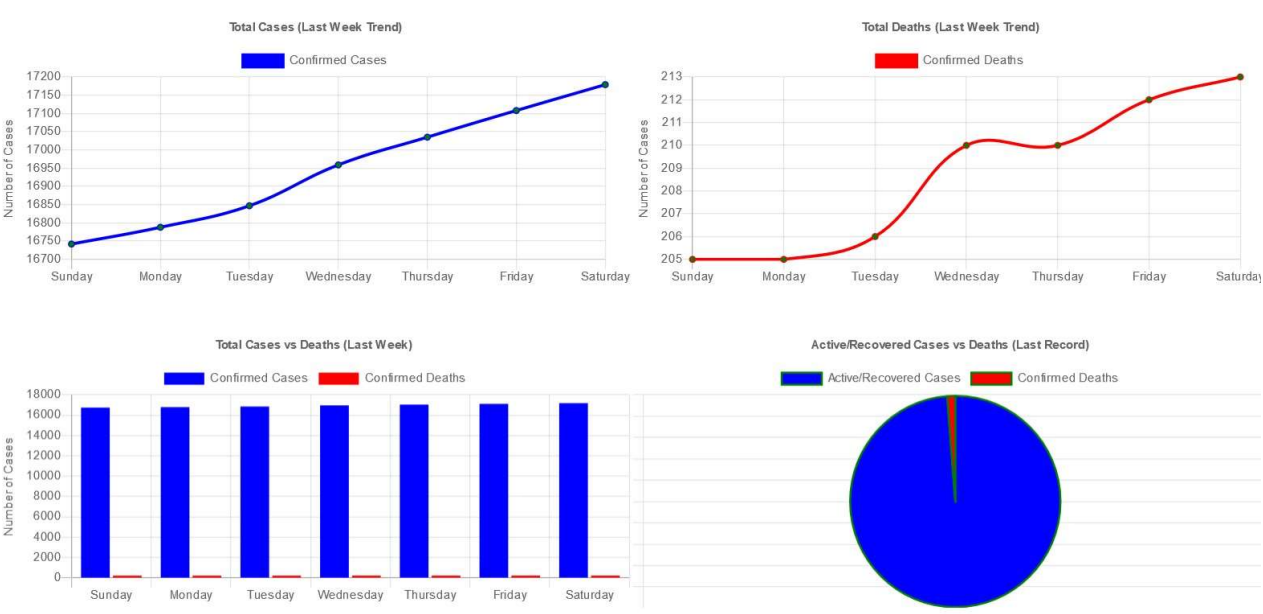 Total Cases (Last Week Trend)
Confirmed Cases
17200
17150
17100
17050
17000
16950
16900
16850
16800
16750
16700
Number of Cases
Sunday Monday Tuesday Wednesday Thursday Friday Saturday
Total Deaths (Last Week Trend)
Confirmed Deaths
213
212
211
210
209
208
207
206
205
Number of Cases
Sunday Monday Tuesday Wednesday Thursday Friday Saturday
Total Cases vs Deaths (Last Week)
Confirmed Cases Confirmed Deaths
18000
16000
14000
12000
10000
8000
6000
4000
2000
0
Number of Cases
Sunday Monday Tuesday Wednesday Thursday Friday Saturday
Active/Recovered Cases vs Deaths (Last Record)
Active/Recovered Cases Confirmed Deaths